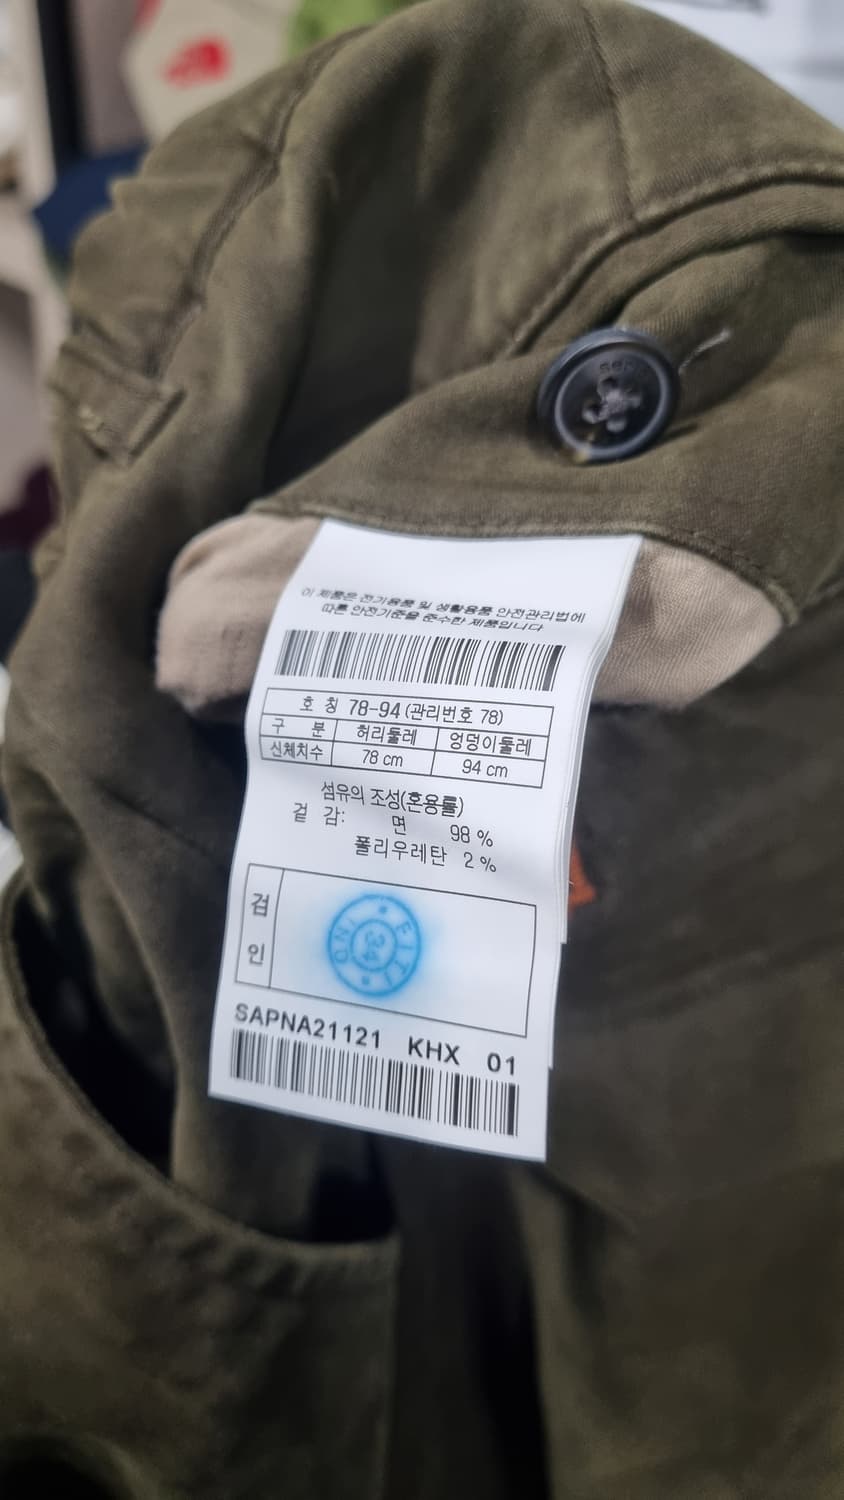 이 제품은 전기용품 및 생활용품 안전관리법에
따른 안전기준을 준수한 제품입니다
호 칭 78-94 (관리번호 78)
구 분 허리둘레 엉덩이둘레
신체치수 78 cm 94 cm
섬유의 조성(혼용률)
겉 감: 면 98 %
폴리우레탄 2 %
검
인
FITI
34
SAPNA21121 KHX 01